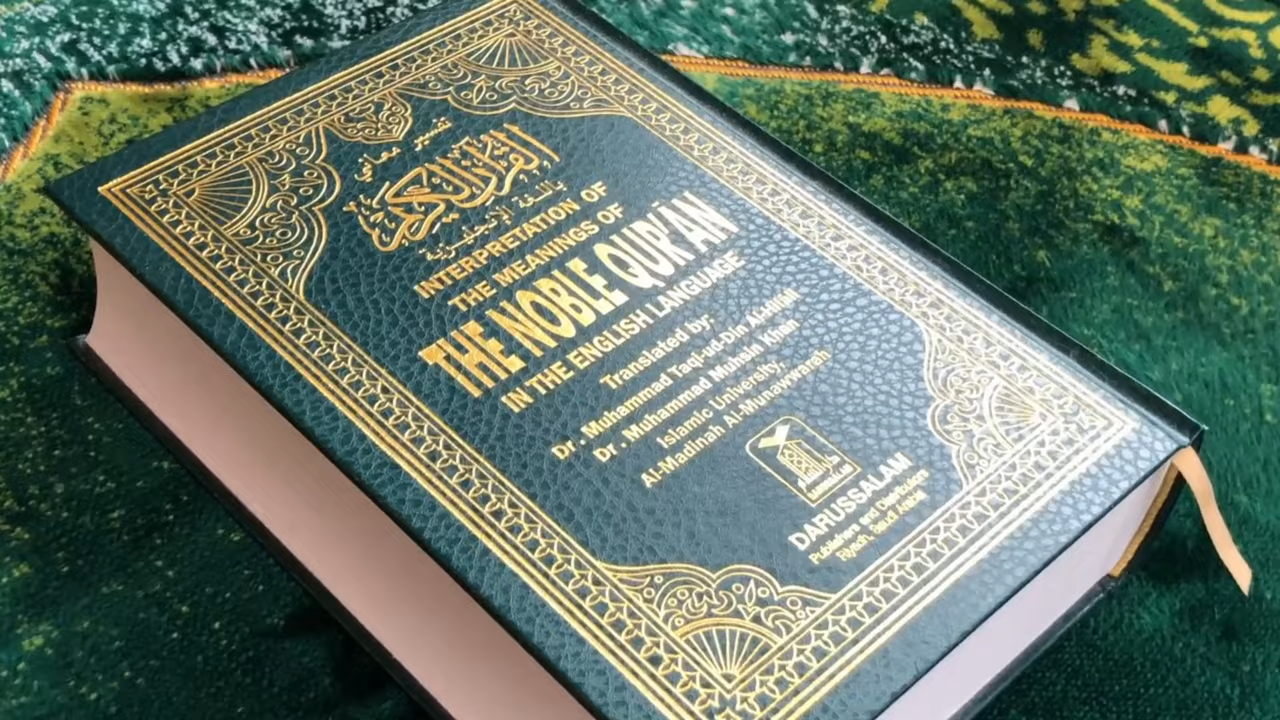 تفسير معاني
القرآن الكريم
باللغة الإنجليزية
INTERPRETATION OF
THE MEANINGS OF
THE NOBLE QUR'ÂN
IN THE ENGLISH LANGUAGE
Translated by:
Dr. Muhammad Taqi-ud-Din Al-Hilali
Dr. Muhammad Muhsin Khan
Islamic University,
Al-Madinah Al-Munawwarah
DARUSSALAM
DARUSSALAM
Publishers and Distributors
Riyadh, Saudi Arabia